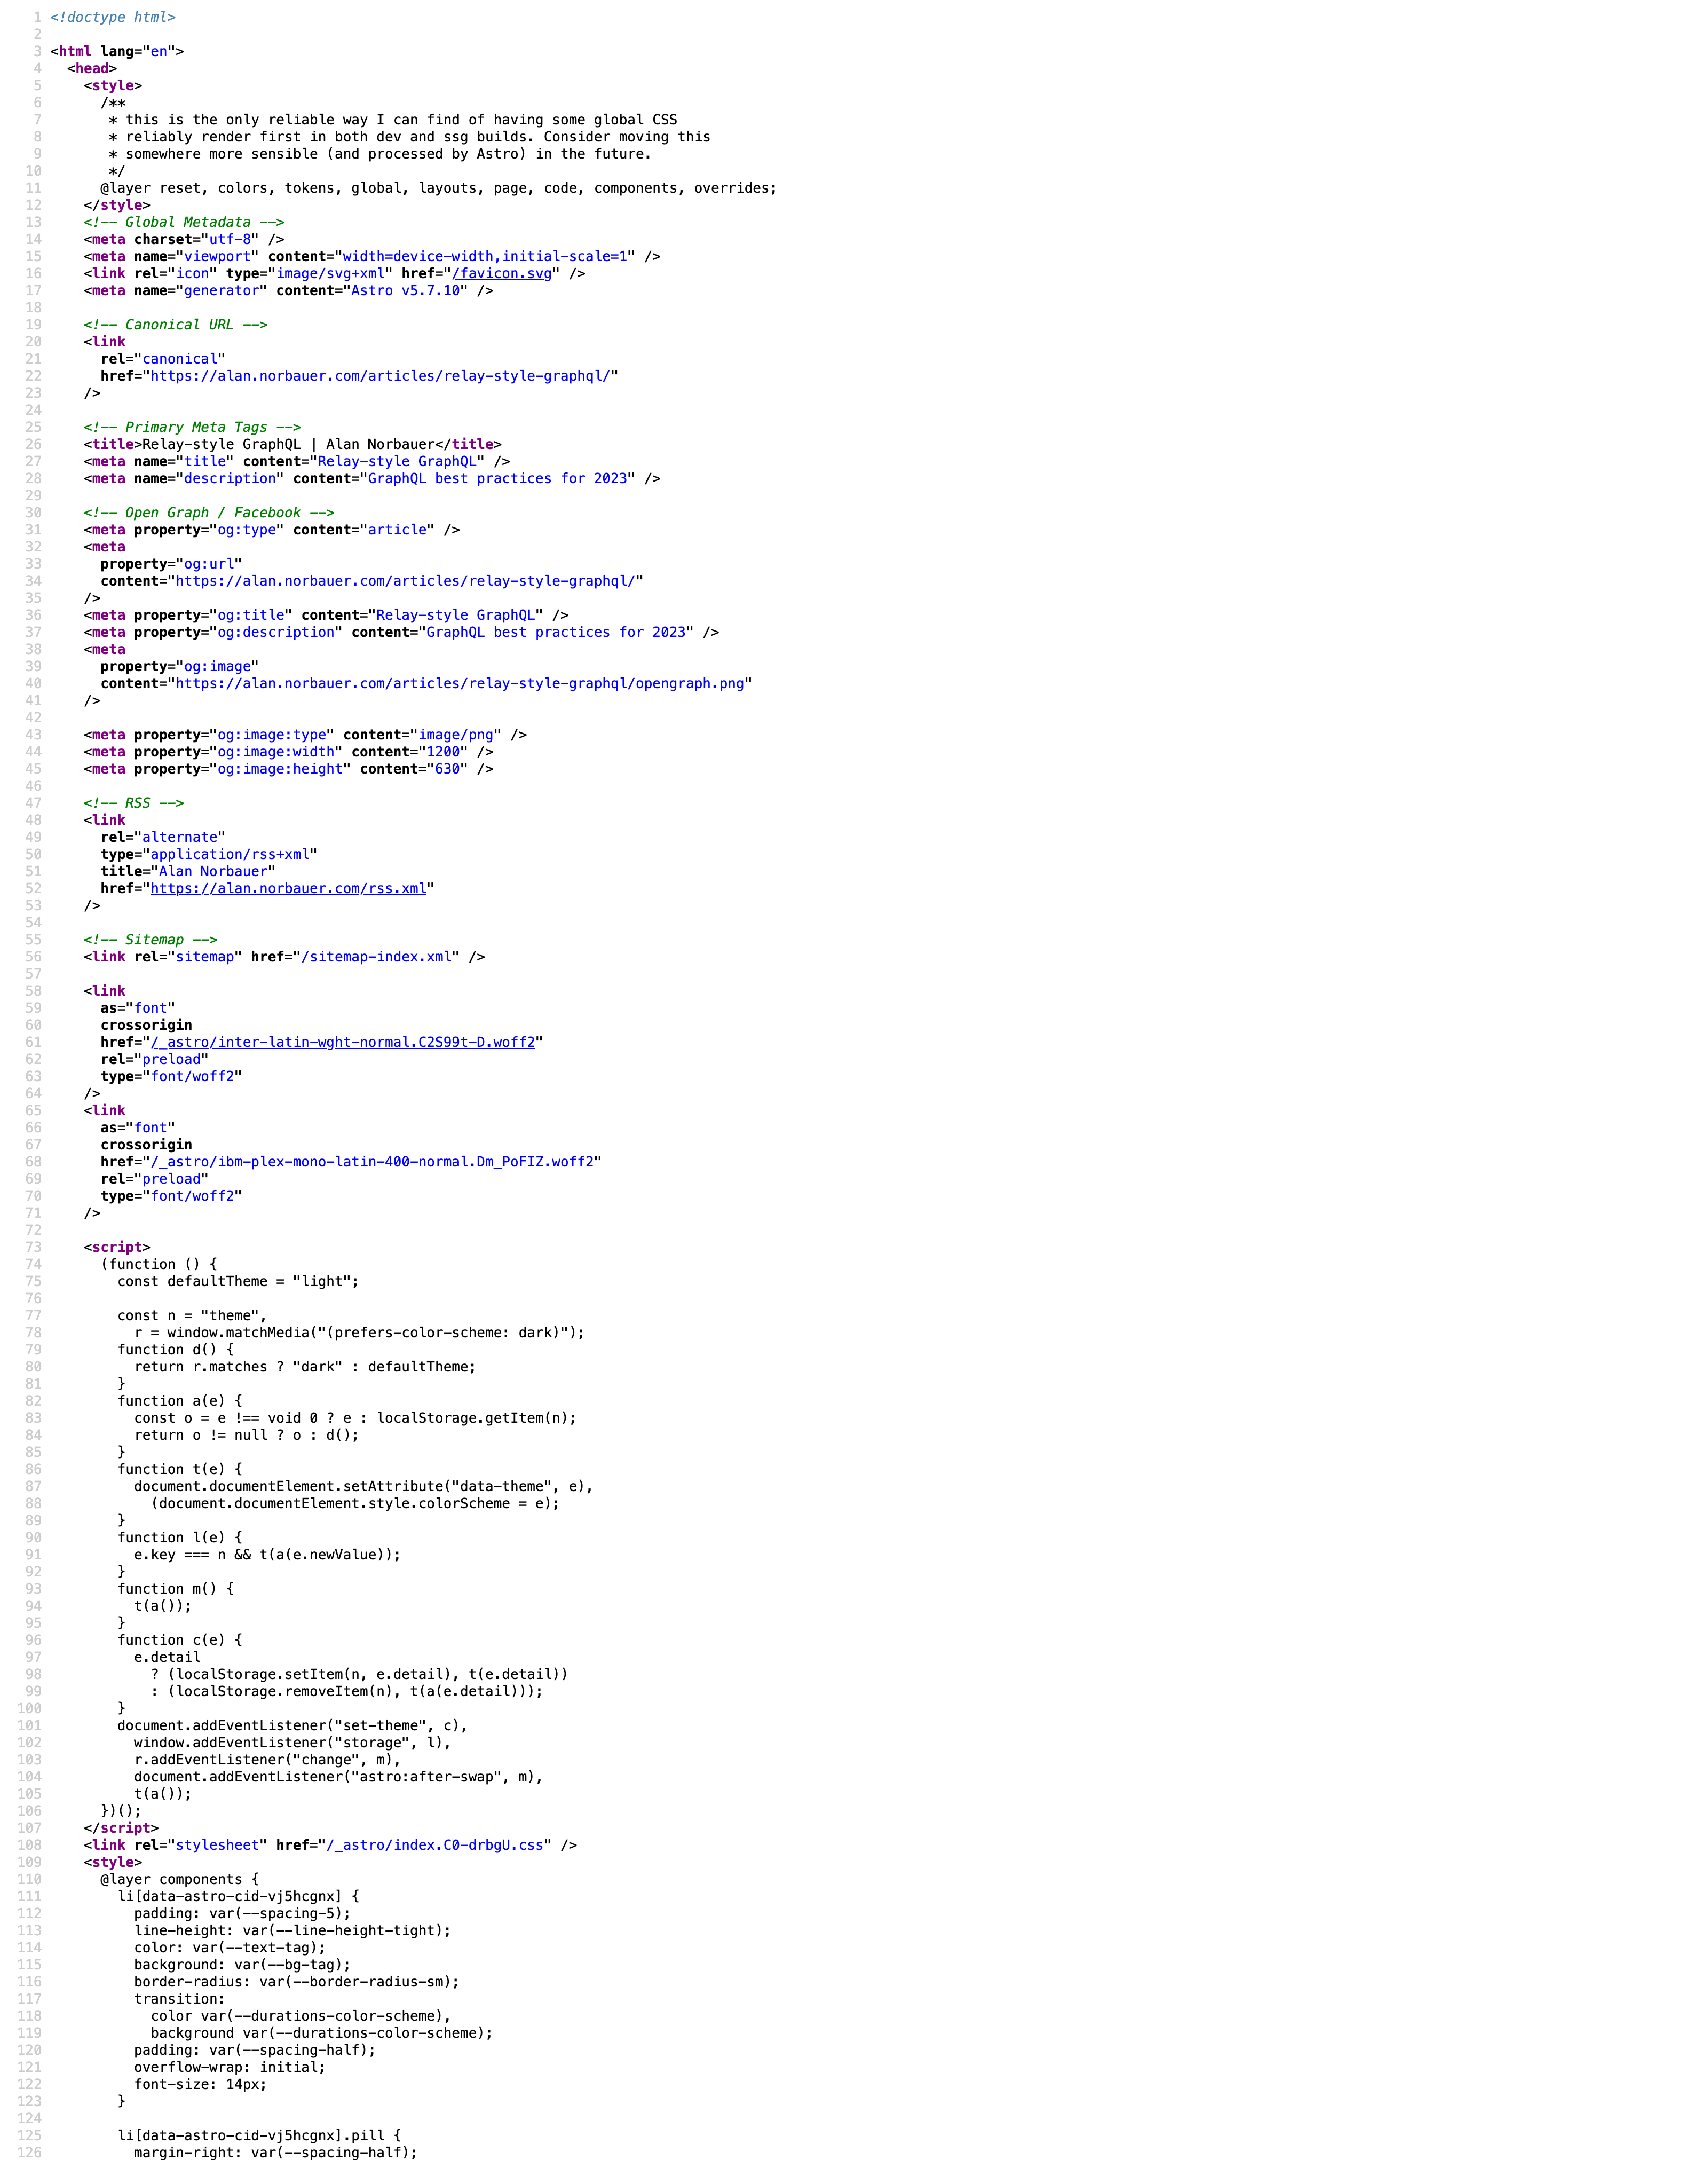 1 <!doctype html>
2
3 <html lang="en">
4   <head>
5     <style>
6       /**
7        * this is the only reliable way I can find of having some global CSS
8        * reliably render first in both dev and ssg builds. Consider moving this
9        * somewhere more sensible (and processed by Astro) in the future.
10        */
11       @layer reset, colors, tokens, global, layouts, page, code, components, overrides;
12     </style>
13     <!-- Global Metadata -->
14     <meta charset="utf-8" />
15     <meta name="viewport" content="width=device-width,initial-scale=1" />
16     <link rel="icon" type="image/svg+xml" href="/favicon.svg" />
17     <meta name="generator" content="Astro v5.7.10" />
18
19     <!-- Canonical URL -->
20     <link
21       rel="canonical"
22       href="https://alan.norbauer.com/articles/relay-style-graphql/"
23     />
24
25     <!-- Primary Meta Tags -->
26     <title>Relay-style GraphQL | Alan Norbauer</title>
27     <meta name="title" content="Relay-style GraphQL" />
28     <meta name="description" content="GraphQL best practices for 2023" />
29
30     <!-- Open Graph / Facebook -->
31     <meta property="og:type" content="article" />
32     <meta
33       property="og:url"
34       content="https://alan.norbauer.com/articles/relay-style-graphql/"
35     />
36     <meta property="og:title" content="Relay-style GraphQL" />
37     <meta property="og:description" content="GraphQL best practices for 2023" />
38     <meta
39       property="og:image"
40       content="https://alan.norbauer.com/articles/relay-style-graphql/opengraph.png"
41     />
42
43     <meta property="og:image:type" content="image/png" />
44     <meta property="og:image:width" content="1200" />
45     <meta property="og:image:height" content="630" />
46
47     <!-- RSS -->
48     <link
49       rel="alternate"
50       type="application/rss+xml"
51       title="Alan Norbauer"
52       href="https://alan.norbauer.com/rss.xml"
53     />
54
55     <!-- Sitemap -->
56     <link rel="sitemap" href="/sitemap-index.xml" />
57
58     <link
59       as="font"
60       crossorigin
61       href="/_astro/inter-latin-wght-normal.C2S99t-D.woff2"
62       rel="preload"
63       type="font/woff2"
64     />
65     <link
66       as="font"
67       crossorigin
68       href="/_astro/ibm-plex-mono-latin-400-normal.Dm_PoFIZ.woff2"
69       rel="preload"
70       type="font/woff2"
71     />
72
73     <script>
74       (function () {
75         const defaultTheme = "light";
76
77         const n = "theme",
78           r = window.matchMedia("(prefers-color-scheme: dark)");
79         function d() {
80           return r.matches ? "dark" : defaultTheme;
81         }
82         function a(e) {
83           const o = e !== void 0 ? e : localStorage.getItem(n);
84           return o != null ? o : d();
85         }
86         function t(e) {
87           document.documentElement.setAttribute("data-theme", e),
88             (document.documentElement.style.colorScheme = e);
89         }
90         function l(e) {
91           e.key === n && t(a(e.newValue));
92         }
93         function m() {
94           t(a());
95         }
96         function c(e) {
97           e.detail
98             ? (localStorage.setItem(n, e.detail), t(e.detail))
99             : (localStorage.removeItem(n), t(a(e.detail)));
100         }
101         document.addEventListener("set-theme", c),
102           window.addEventListener("storage", l),
103           r.addEventListener("change", m),
104           document.addEventListener("astro:after-swap", m),
105           t(a());
106       })();
107     </script>
108     <link rel="stylesheet" href="/_astro/index.C0-drbgU.css" />
109     <style>
110       @layer components {
111         li[data-astro-cid-vj5hcgnx] {
112           padding: var(--spacing-5);
113           line-height: var(--line-height-tight);
114           color: var(--text-tag);
115           background: var(--bg-tag);
116           border-radius: var(--border-radius-sm);
117           transition:
118             color var(--durations-color-scheme),
119             background var(--durations-color-scheme);
120           padding: var(--spacing-half);
121           overflow-wrap: initial;
122           font-size: 14px;
123         }
124
125         li[data-astro-cid-vj5hcgnx].pill {
126           margin-right: var(--spacing-half);